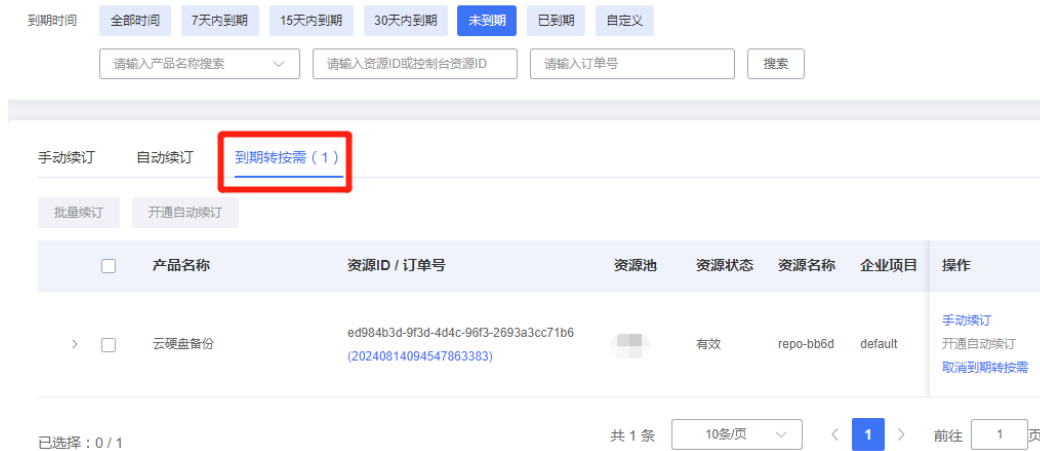 到期时间 全部时间 7天内到期 15天内到期 30天内到期 未到期 已到期 自定义
请输入产品名称搜索 请输入资源ID或控制台资源ID 请输入订单号 搜索
手动续订 自动续订 到期转按需（1）
批量续订 开通自动续订
产品名称 资源ID / 订单号 资源池 资源状态 资源名称 企业项目 操作
手动续订
ed984b3d-9f3d-4d4c-96f3-2693a3cc71b6
云硬盘备份 有效 repo-bb6d default 开通自动续订
(20240814094547863383)
取消到期转按需
已选择：0 / 1 共 1 条 10条/页 1 前往 1 页